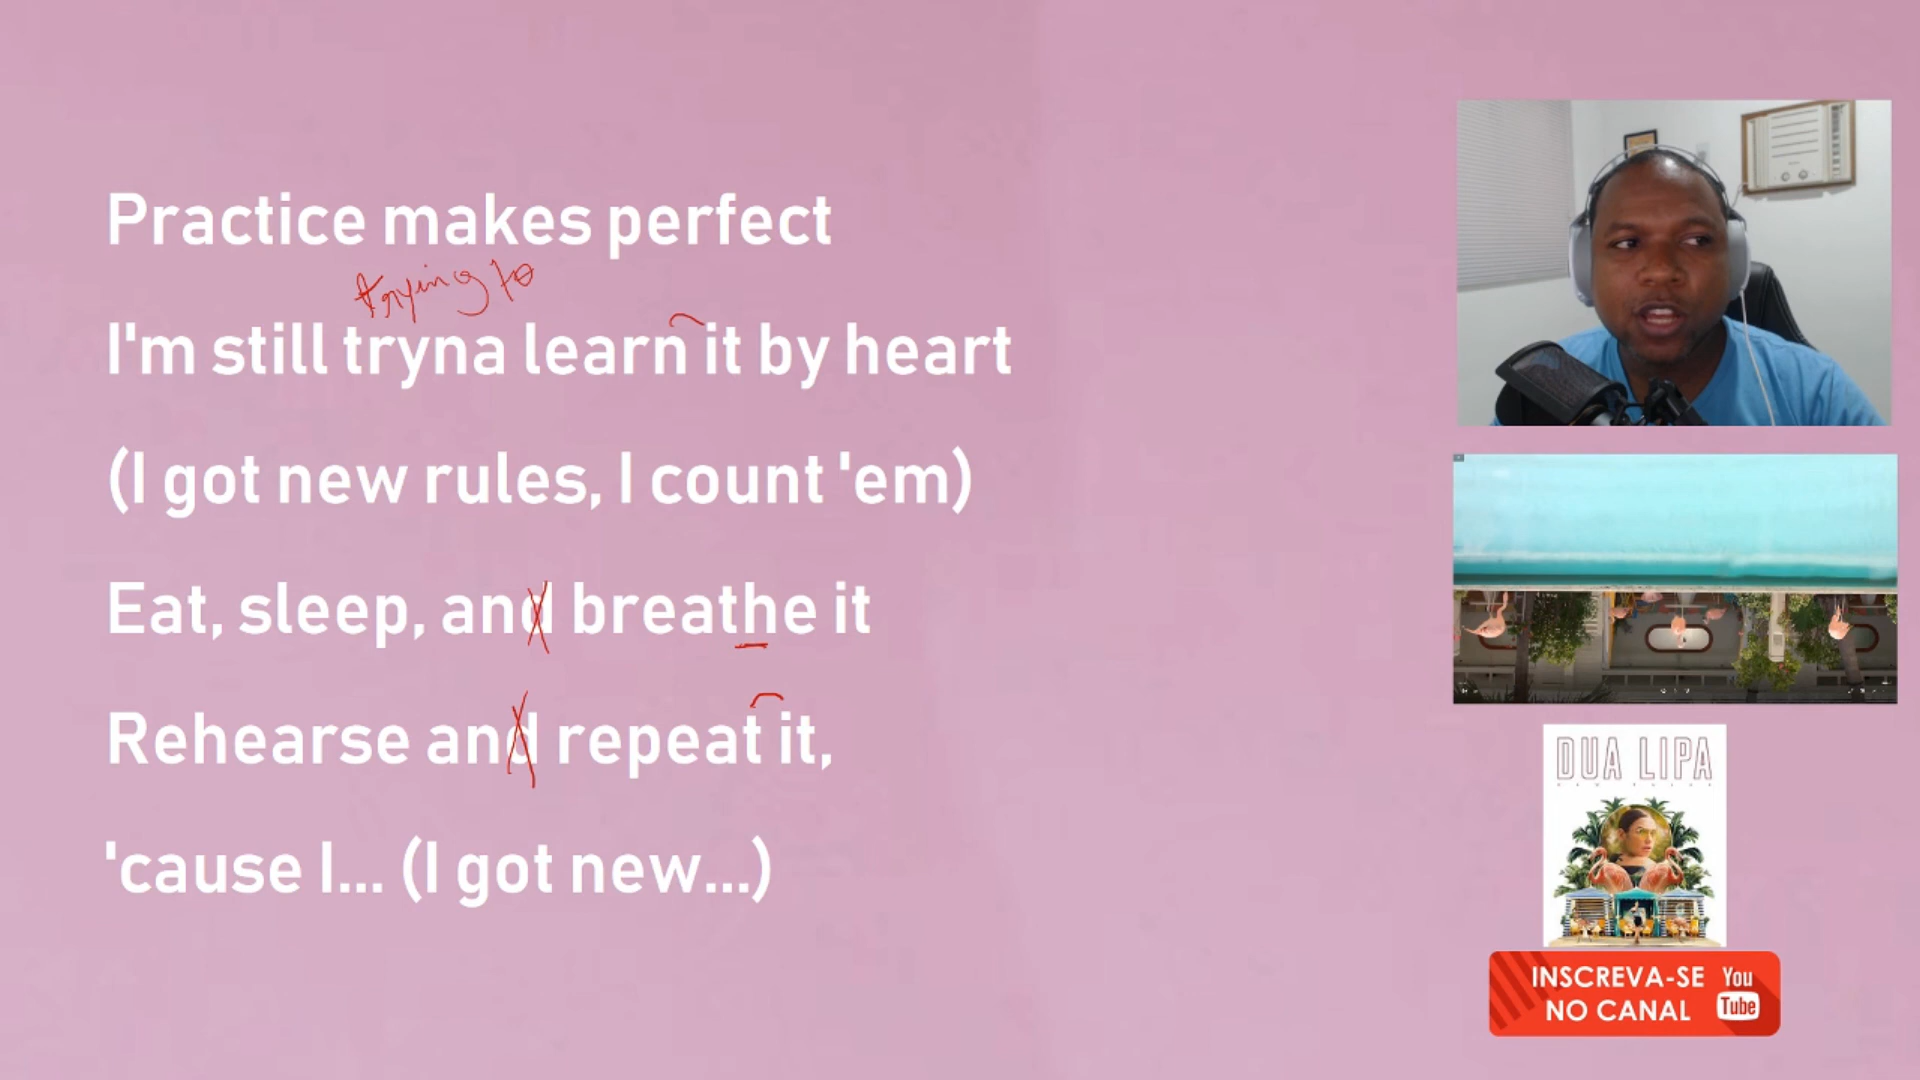 Practice makes perfect
trying to
I'm still tryna learn it by heart
(I got new rules, I count 'em)
Eat, sleep, and breathe it
Rehearse and repeat it,
'cause I... (I got new...)
DUA LIPA
INSCREVA-SE
NO CANAL
You
Tube